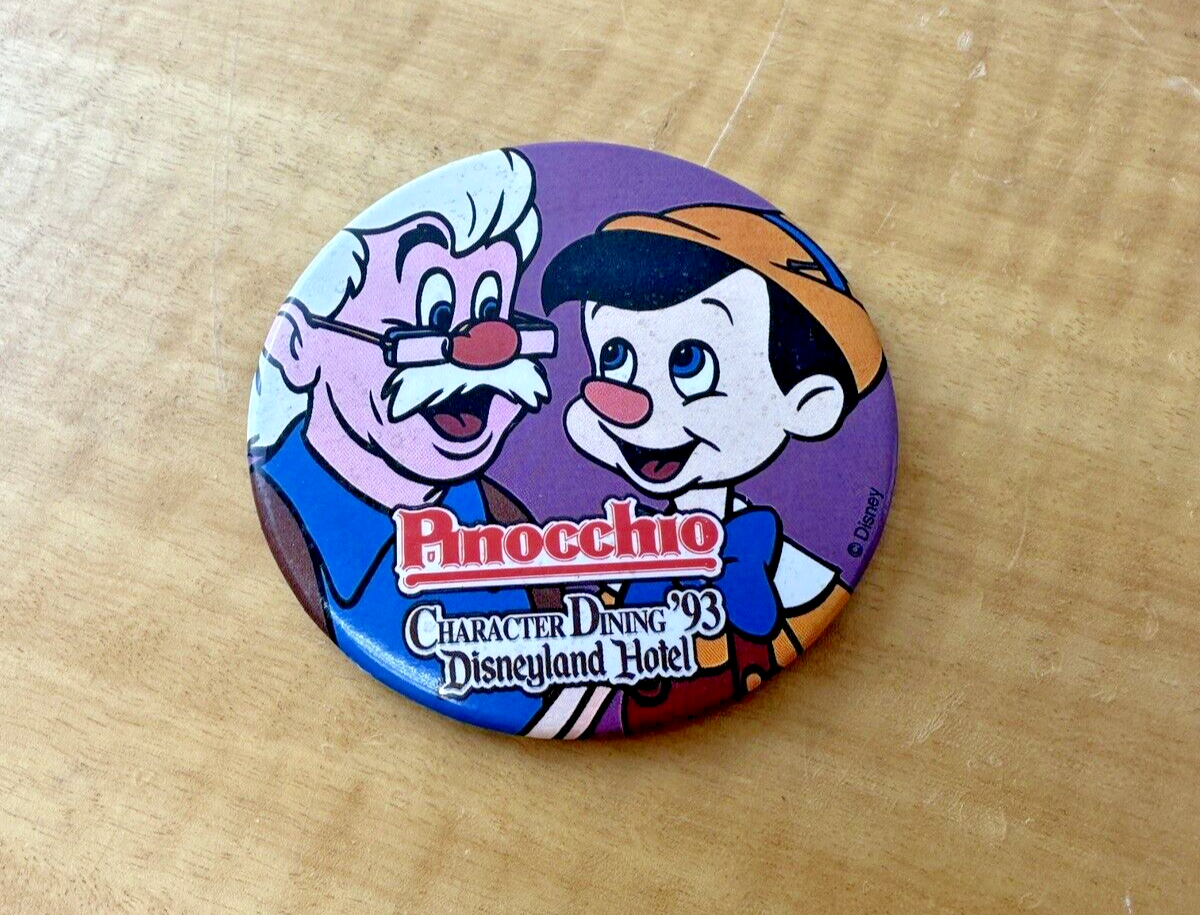 Pinocchio
Character Dining '93
Disneyland Hotel
© Disney